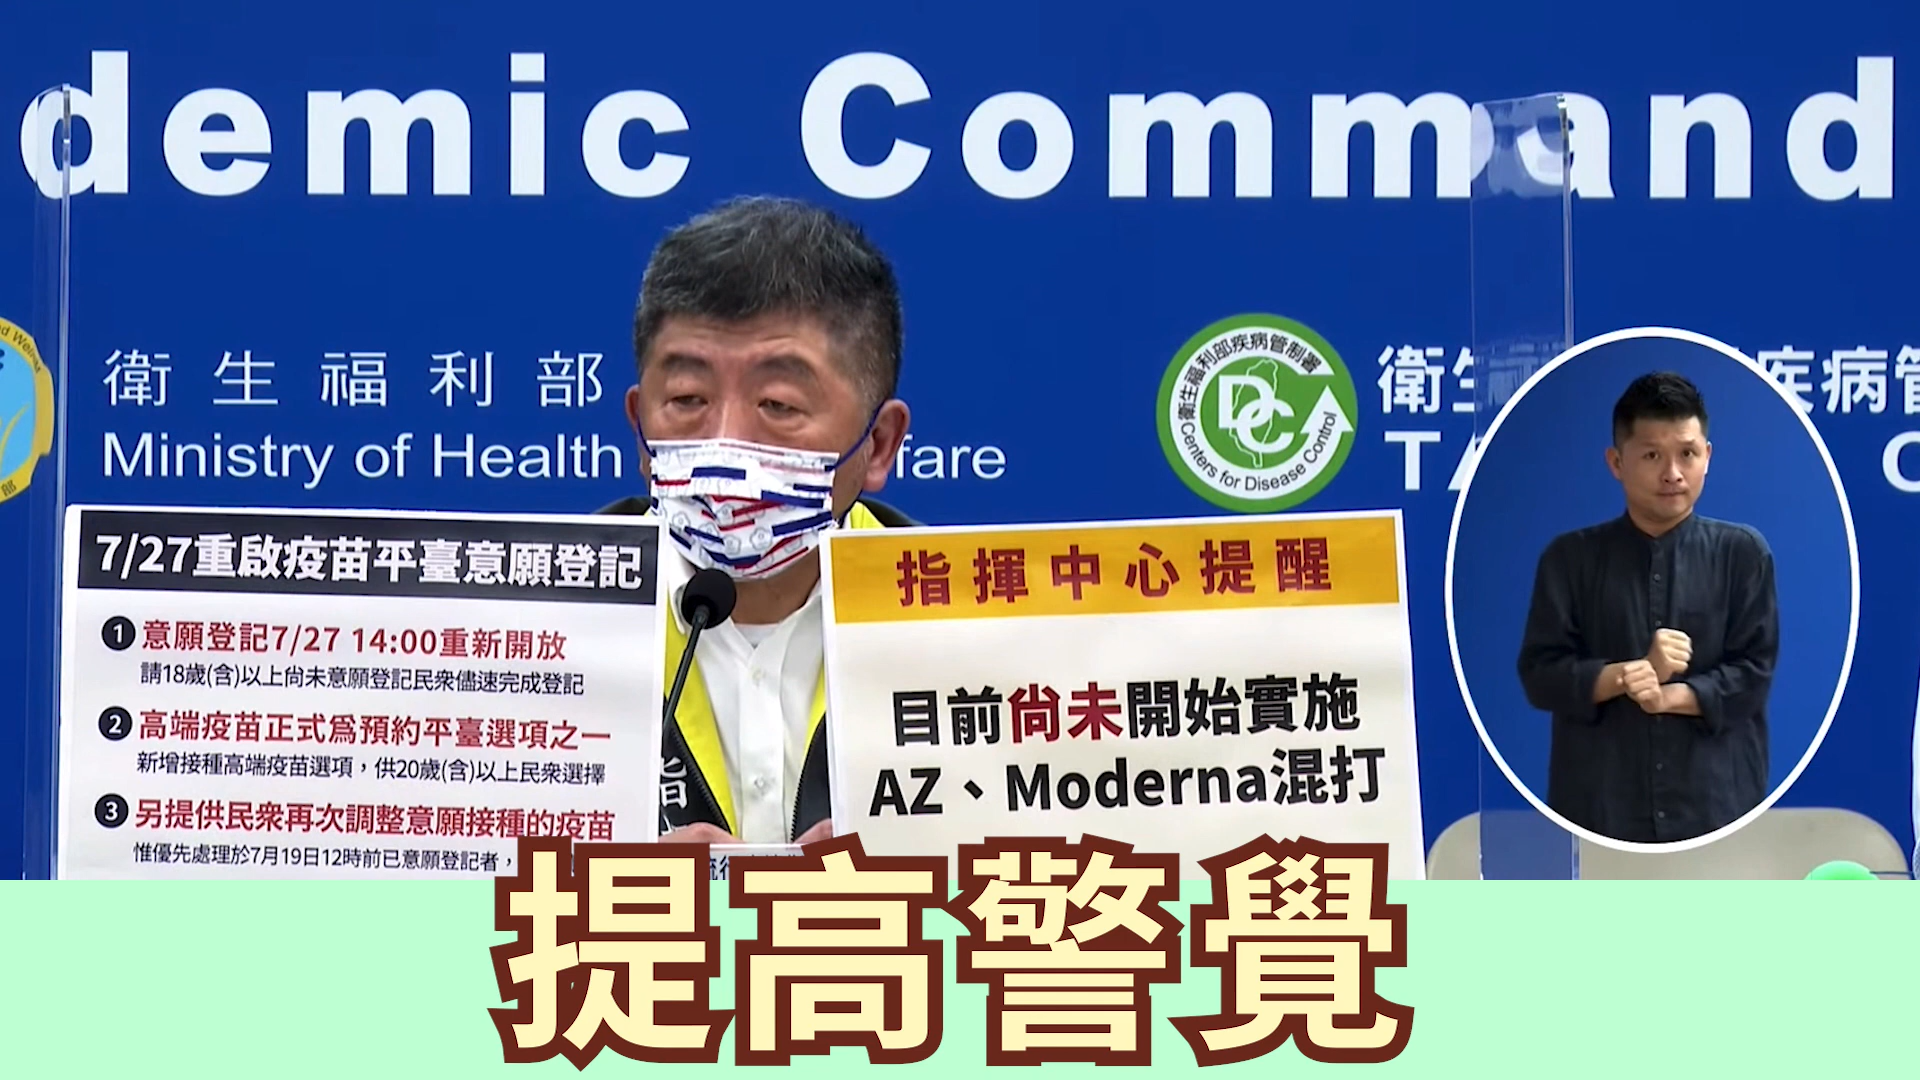 demic Command
衛生福利部
Ministry of Health
fare
衛生福利部疾病管制署
DC
Centers for Disease Control
疾病管
7/27重啟疫苗平臺意願登記
1 意願登記7/27 14:00重新開放
請18歲(含)以上尚未意願登記民眾儘速完成登記
2 高端疫苗正式為預約平臺選項之一
新增接種高端疫苗選項，供20歲(含)以上民眾選擇
3 另提供民眾再次調整意願接種的疫苗
惟優先處理於7月19日12時前已意願登記者，
指揮中心提醒
目前尚未開始實施
AZ、Moderna混打
提高警覺